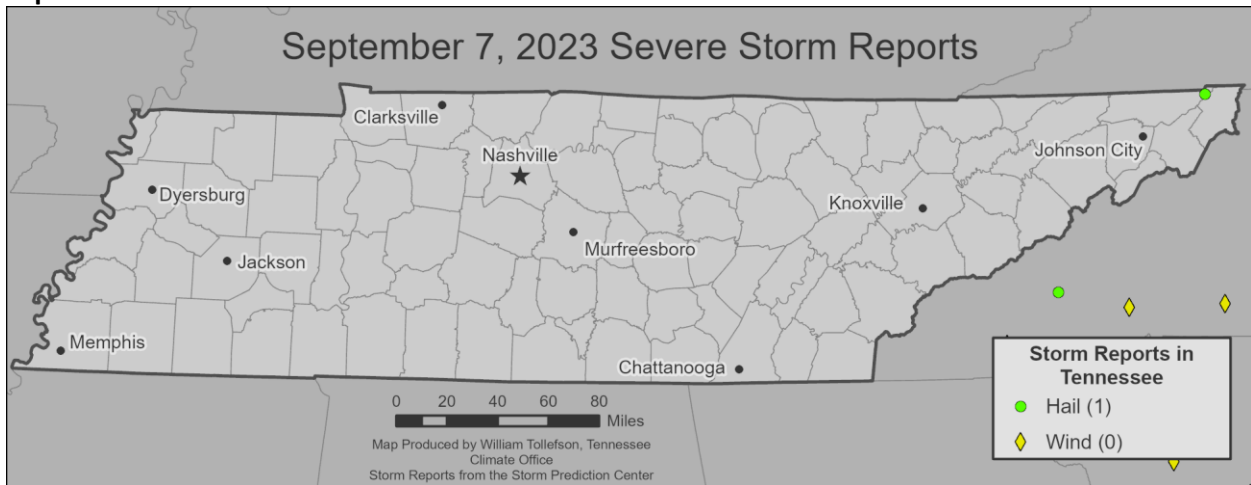 September 7, 2023 Severe Storm Reports
Clarksville
Nashville
Johnson City
Dyersburg
Knoxville
Murfreesboro
Jackson
Memphis
Chattanooga
Storm Reports in
Tennessee
Hail (1)
Wind (0)
0 20 40 60 80
Miles
Map Produced by William Tollefson, Tennessee
Climate Office
Storm Reports from the Storm Prediction Center